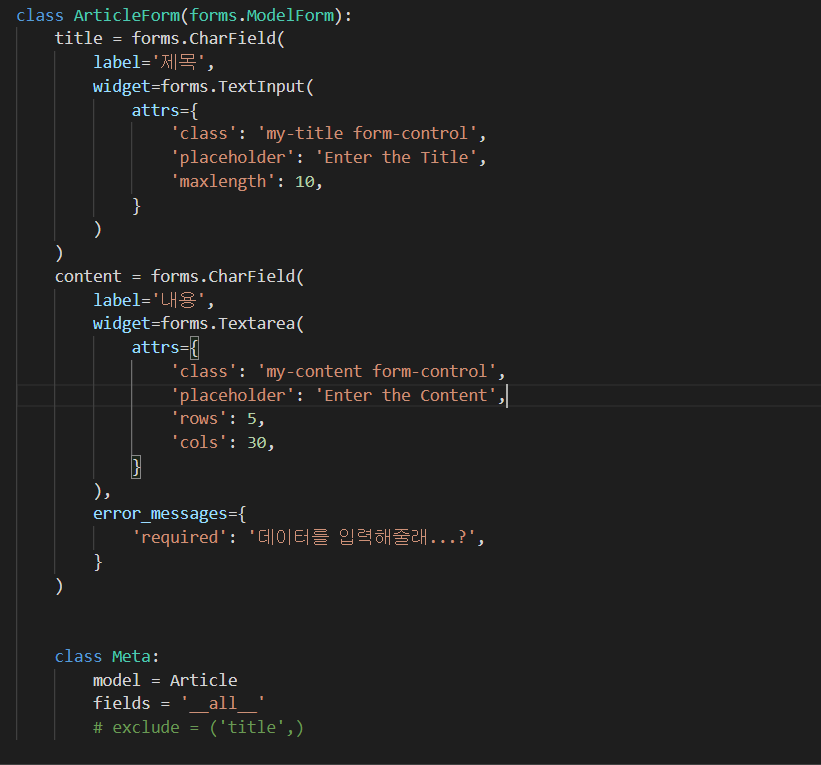 class ArticleForm(forms.ModelForm):
    title = forms.CharField(
        label='제목',
        widget=forms.TextInput(
            attrs={
                'class': 'my-title form-control',
                'placeholder': 'Enter the Title',
                'maxlength': 10,
            }
        )
    )
    content = forms.CharField(
        label='내용',
        widget=forms.Textarea(
            attrs={
                'class': 'my-content form-control',
                'placeholder': 'Enter the Content',
                'rows': 5,
                'cols': 30,
            }
        ),
        error_messages={
            'required': '데이터를 입력해줄래...?',
        }
    )
    class Meta:
        model = Article
        fields = '__all__'
        # exclude = ('title',)